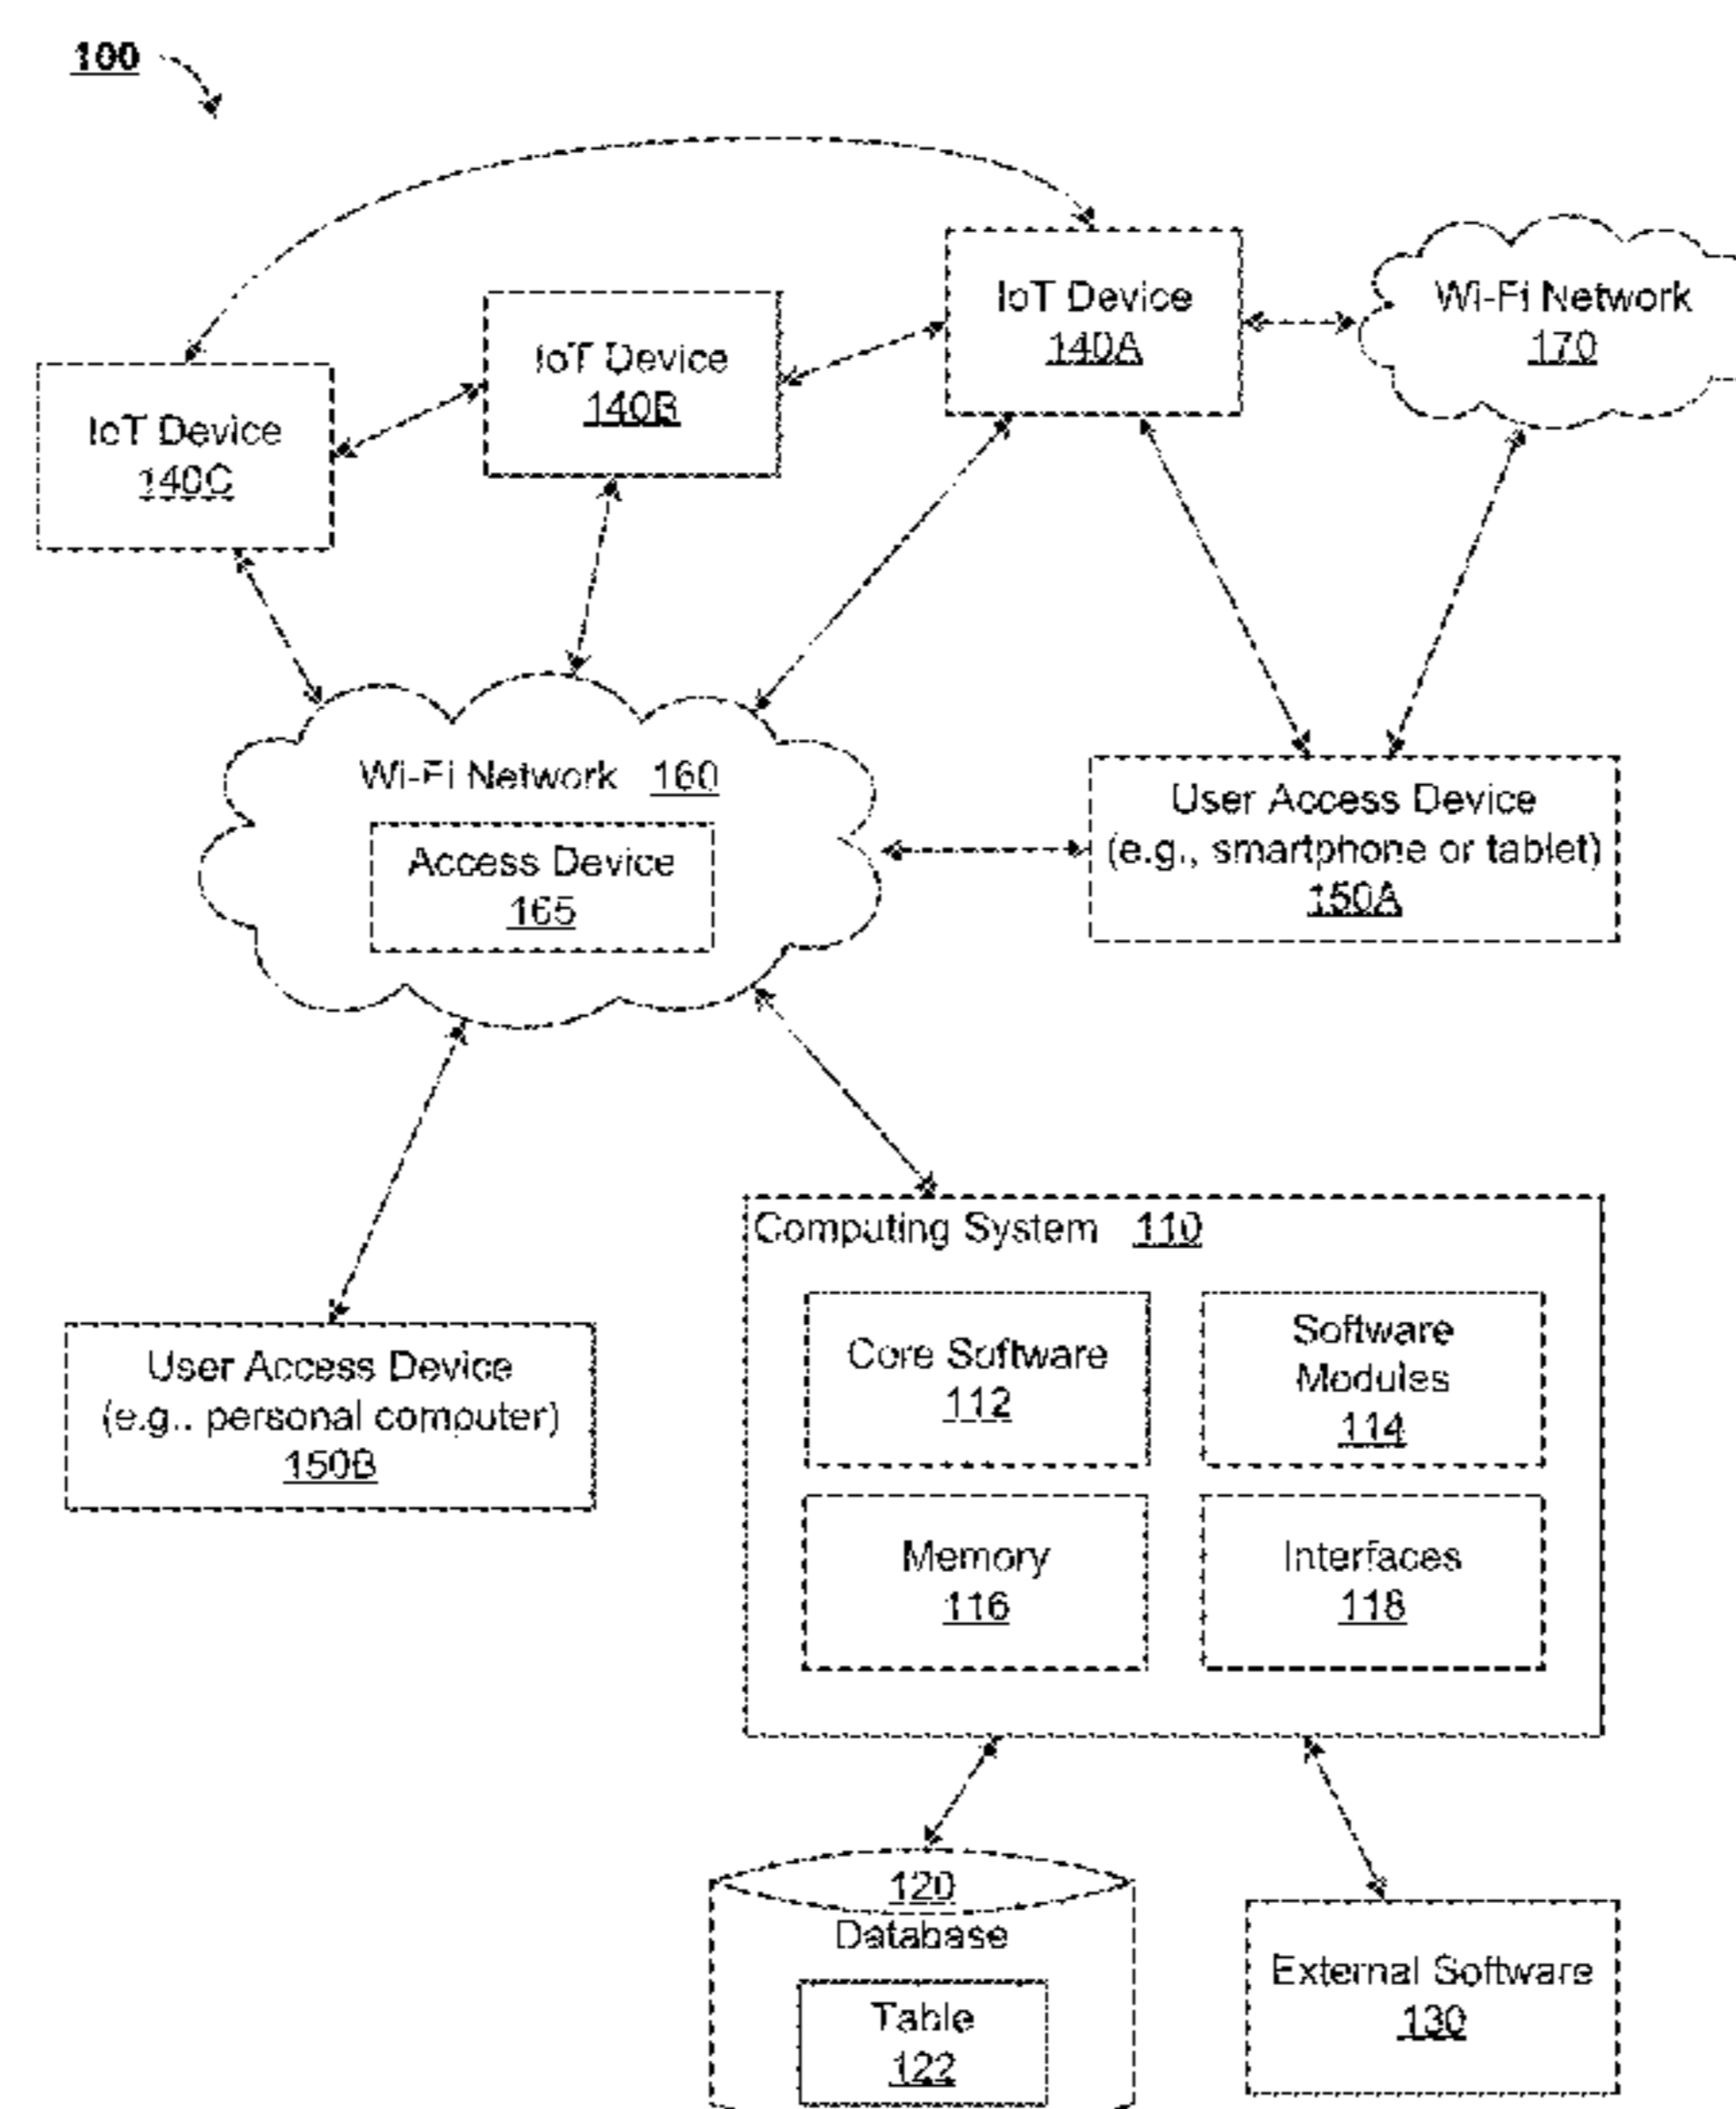 100
IoT Device
140A
Wi-Fi Network
170
IoT Device
140B
IoT Device
140C
Wi-Fi Network 160
Access Device
165
User Access Device
(e.g., smartphone or tablet)
150A
Computing System 110
Core Software
112
Software
Modules
114
User Access Device
(e.g., personal computer)
150B
Memory
116
Interfaces
118
120
Database
Table
122
External Software
130